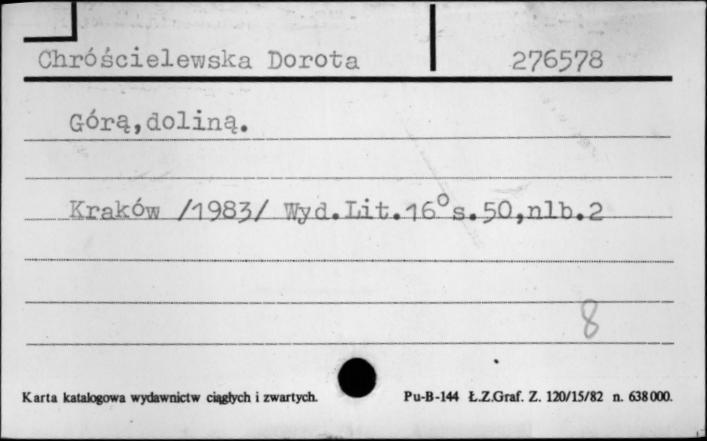 Chróścielewska Dorota 276578
Górą,doliną.
Kraków /1983/ Wyd.Lit.16° s.50,nlb.2
8
Karta katalogowa wydawnictw ciągłych i zwartych. Pu-B-144 Ł.Z.Graf. Z. 120/15/82 n. 638000.